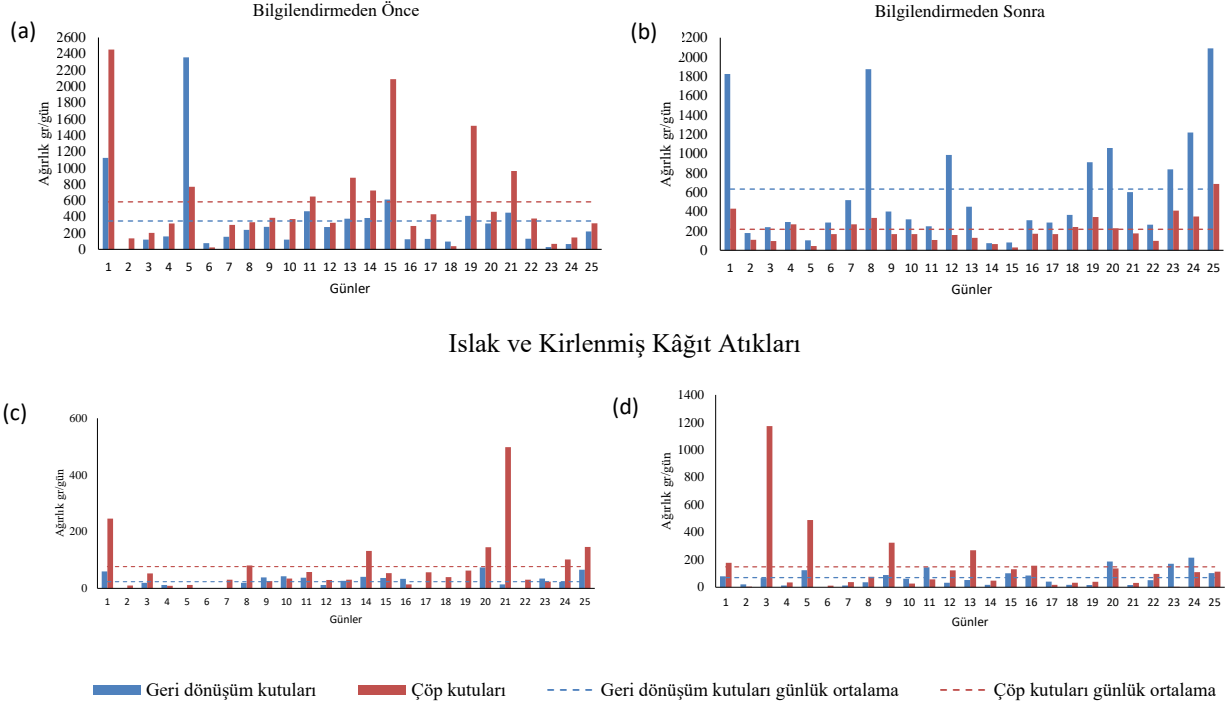 Bilgilendirmeden Önce
(a)
Ağırlık gr/gün
2600
2400
2200
2000
1800
1600
1400
1200
1000
800
600
400
200
0
1 2 3 4 5 6 7 8 9 10 11 12 13 14 15 16 17 18 19 20 21 22 23 24 25
Günler
Bilgilendirmeden Sonra
(b)
Ağırlık gr/gün
2200
2000
1800
1600
1400
1200
1000
800
600
400
200
0
1 2 3 4 5 6 7 8 9 10 11 12 13 14 15 16 17 18 19 20 21 22 23 24 25
Günler
Islak ve Kirlenmiş Kâğıt Atıkları
(c)
Ağırlık gr/gün
600
400
200
0
1 2 3 4 5 6 7 8 9 10 11 12 13 14 15 16 17 18 19 20 21 22 23 24 25
Günler
(d)
Ağırlık gr/gün
1400
1200
1000
800
600
400
200
0
1 2 3 4 5 6 7 8 9 10 11 12 13 14 15 16 17 18 19 20 21 22 23 24 25
Günler
Geri dönüşüm kutuları Çöp kutuları Geri dönüşüm kutuları günlük ortalama Çöp kutuları günlük ortalama